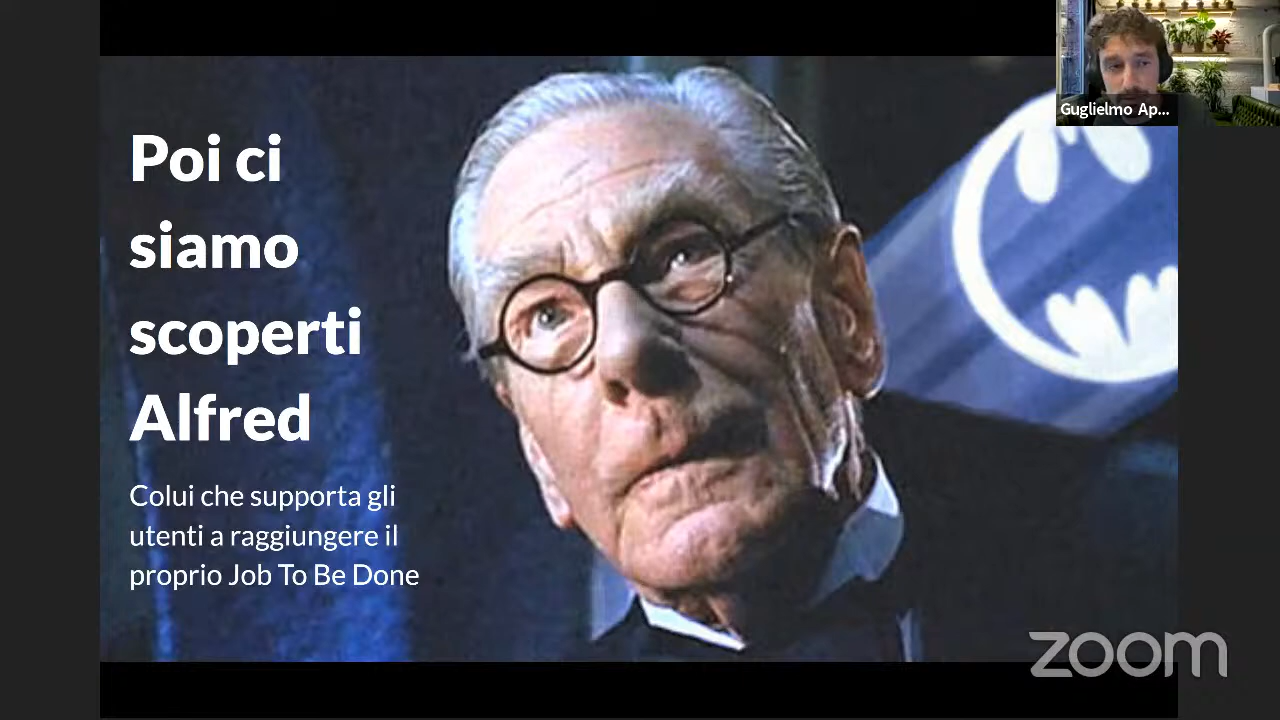 Guglielmo Ap...
Poi ci
siamo
scoperti
Alfred
Colui che supporta gli
utenti a raggiungere il
proprio Job To Be Done
zoom